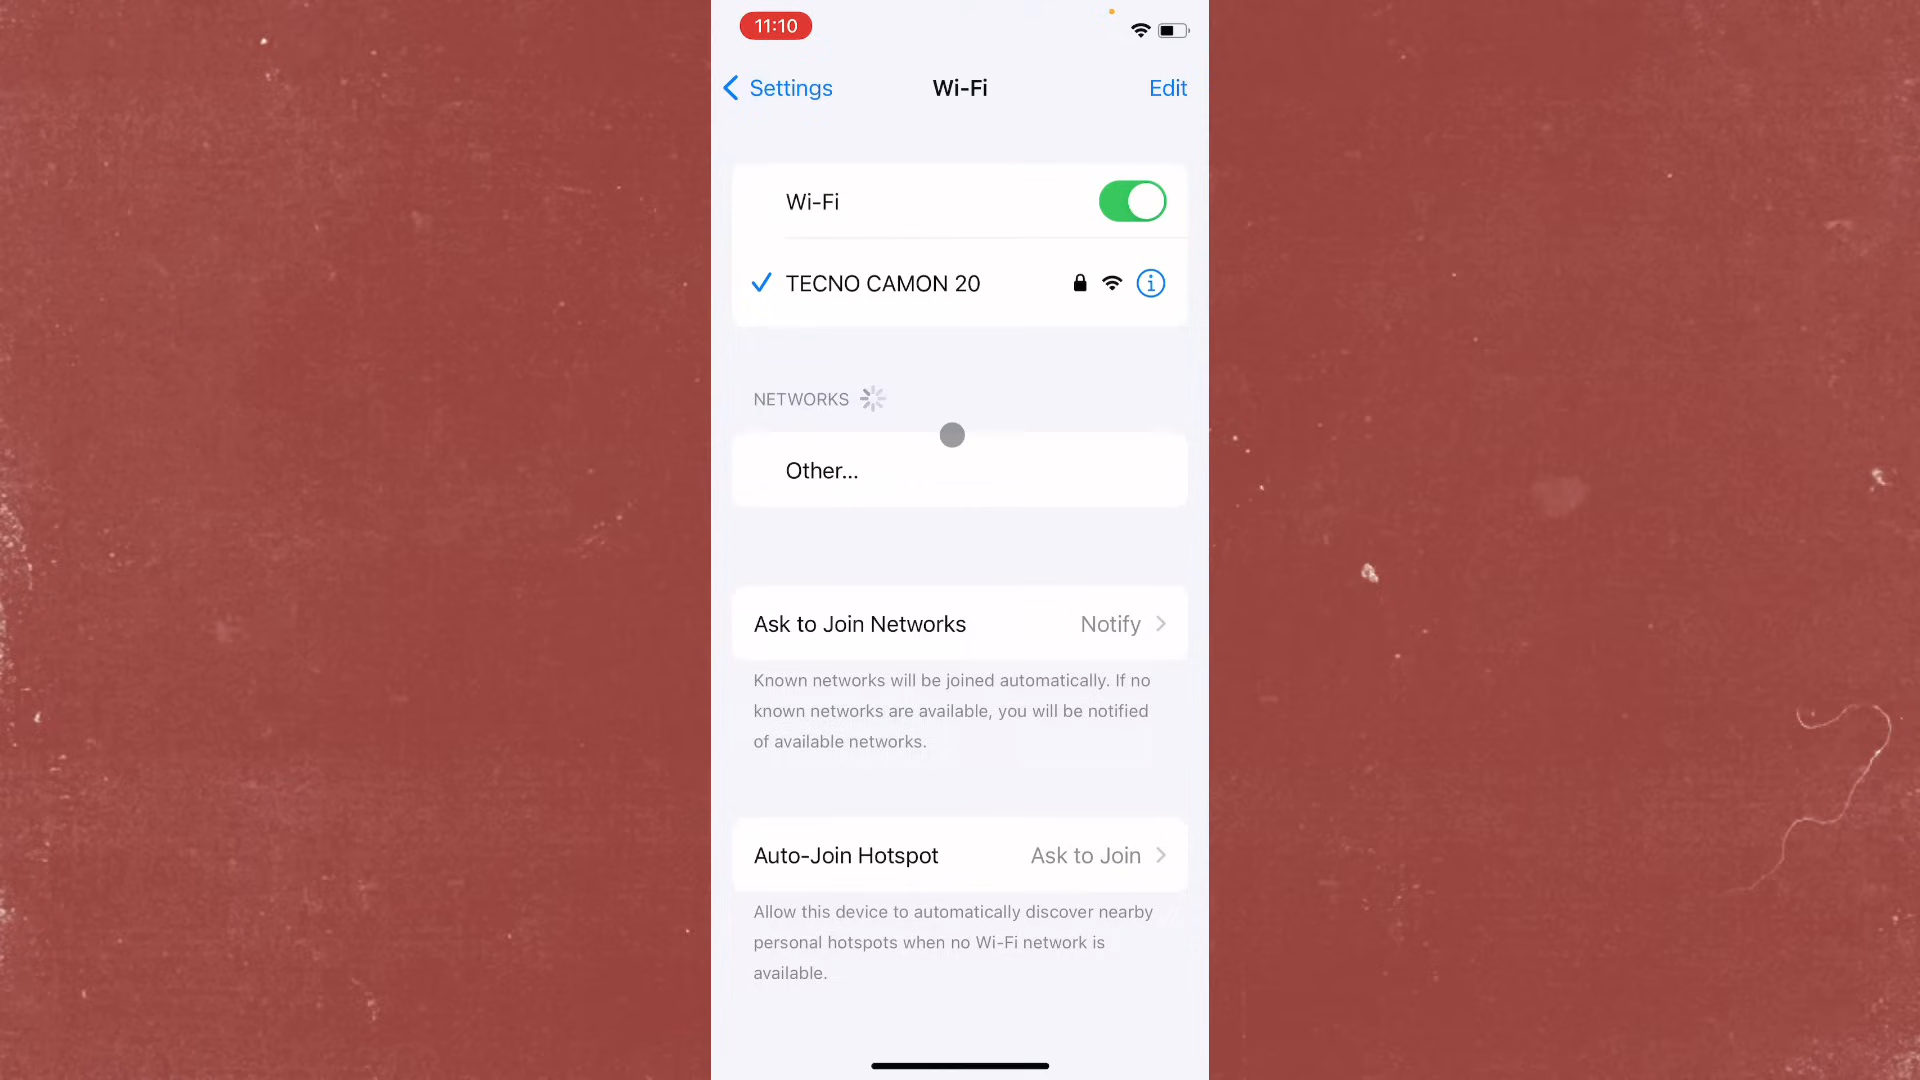 11:10
Settings
Wi-Fi
Edit
Wi-Fi
TECNO CAMON 20
NETWORKS
Other...
Ask to Join Networks
Notify
Known networks will be joined automatically. If no
known networks are available, you will be notified
of available networks.
Auto-Join Hotspot
Ask to Join
Allow this device to automatically discover nearby
personal hotspots when no Wi-Fi network is
available.